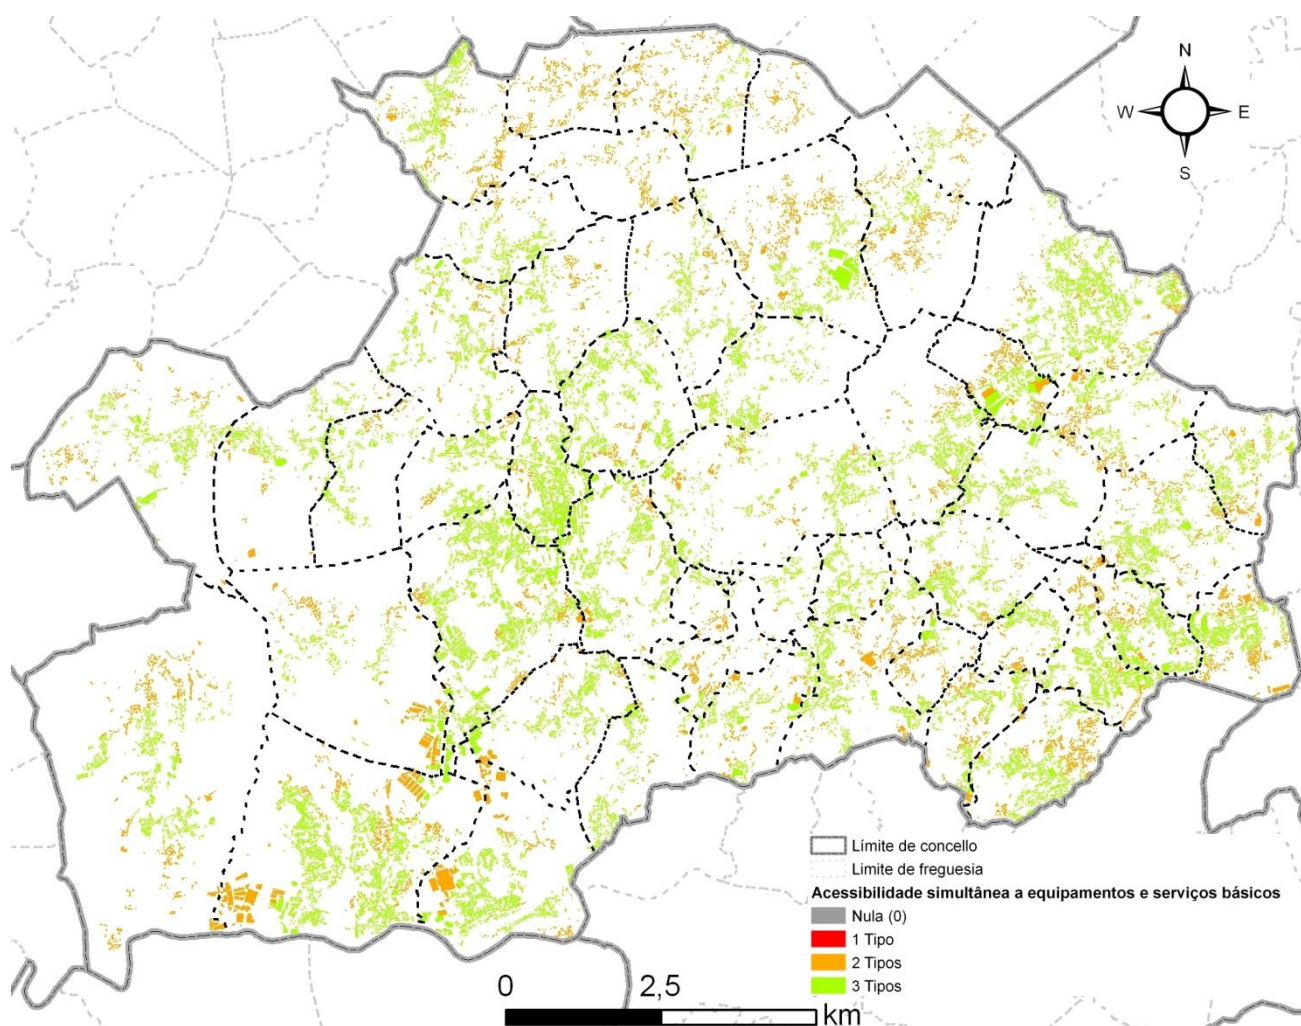 N
W E
S
Límite de concello
Limite de freguesia
Acessibilidade simultânea a equipamentos e serviços básicos
Nula (0)
1 Tipo
2 Tipos
3 Tipos
0 2,5
km